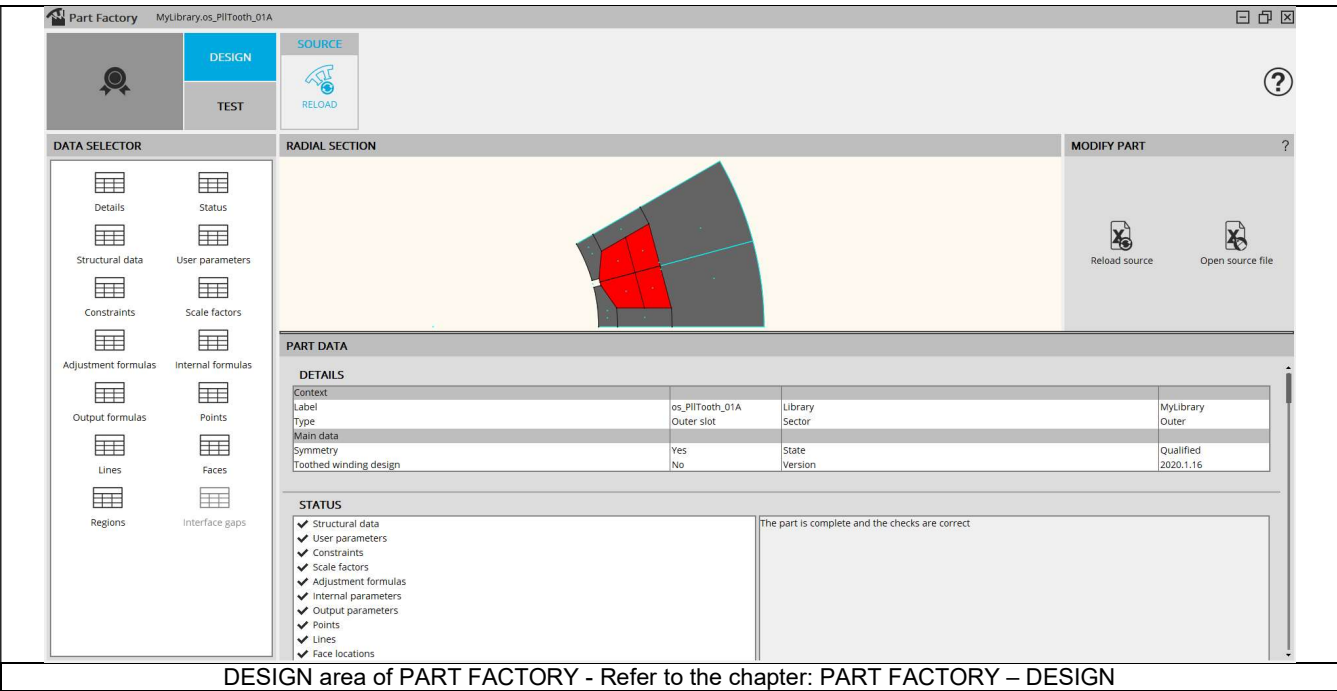 Part Factory MyLibrary.os_PllTooth_01A
DESIGN
TEST
SOURCE
RELOAD
?
DATA SELECTOR
Details Status
Structural data User parameters
Constraints Scale factors
Adjustment formulas Internal formulas
Output formulas Points
Lines Faces
Regions Interface gaps
RADIAL SECTION
MODIFY PART ?
Reload source Open source file
PART DATA
DETAILS
Context
Label os_PllTooth_01A Library MyLibrary
Type Outer slot Sector Outer
Main data
Symmetry Yes State Qualified
Toothed winding design No Version 2020.1.16
STATUS
Structural data
User parameters
Constraints
Scale factors
Adjustment formulas
Internal parameters
Output parameters
Points
Lines
Face locations
The part is complete and the checks are correct
DESIGN area of PART FACTORY - Refer to the chapter: PART FACTORY – DESIGN